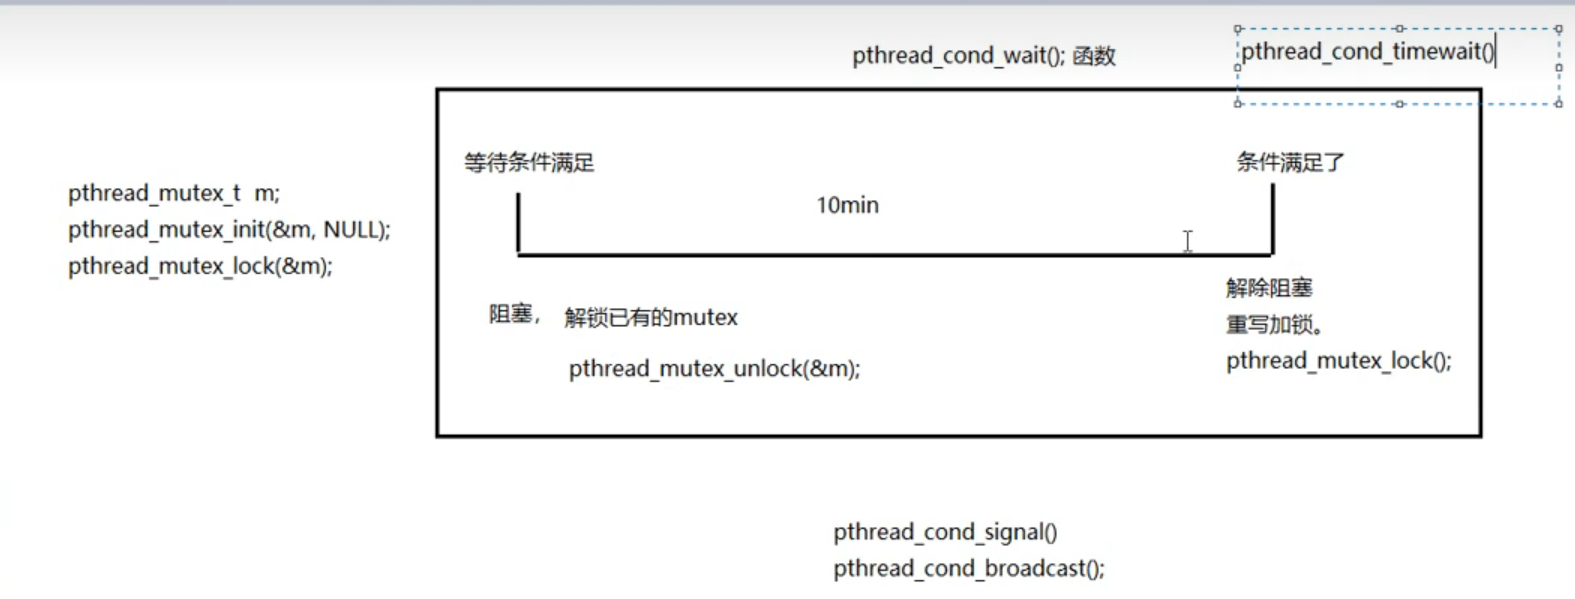 pthread_cond_wait(); 函数
pthread_cond_timewait()
等待条件满足
条件满足了
pthread_mutex_t  m;
pthread_mutex_init(&m, NULL);
pthread_mutex_lock(&m);
10min
阻塞， 解锁已有的mutex
pthread_mutex_unlock(&m);
解除阻塞
重写加锁。
pthread_mutex_lock();
pthread_cond_signal()
pthread_cond_broadcast();